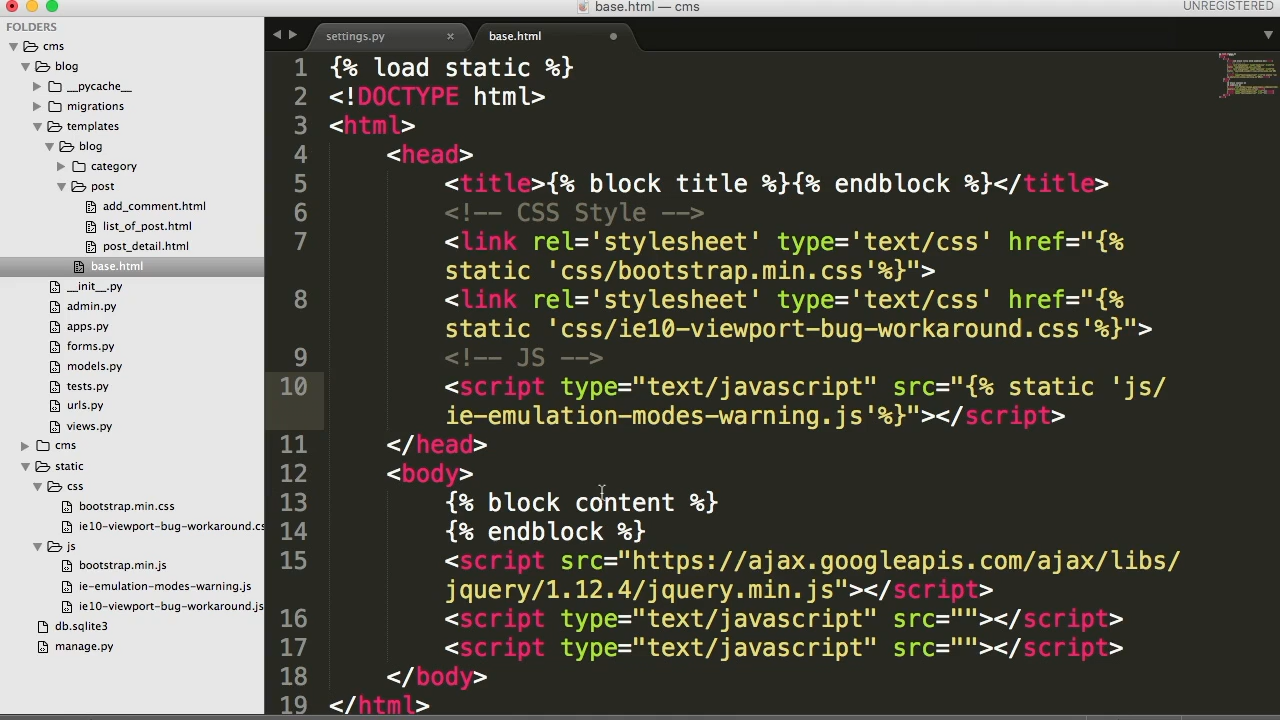 base.html — cms
UNREGISTERED
FOLDERS
cms
blog
__pycache__
migrations
templates
blog
category
post
add_comment.html
list_of_post.html
post_detail.html
base.html
__init__.py
admin.py
apps.py
forms.py
models.py
tests.py
urls.py
views.py
cms
static
css
bootstrap.min.css
ie10-viewport-bug-workaround.cs
js
bootstrap.min.js
ie-emulation-modes-warning.js
ie10-viewport-bug-workaround.js
db.sqlite3
manage.py
settings.py ×
base.html
1 {% load static %}
2 <!DOCTYPE html>
3 <html>
4 <head>
5 <title>{% block title %}{% endblock %}</title>
6 <!-- CSS Style -->
7 <link rel='stylesheet' type='text/css' href="{%
static 'css/bootstrap.min.css'%}">
8 <link rel='stylesheet' type='text/css' href="{%
static 'css/ie10-viewport-bug-workaround.css'%}">
9 <!-- JS -->
10 <script type="text/javascript" src="{% static 'js/
ie-emulation-modes-warning.js'%}"></script>
11 </head>
12 <body>
13 {% block content %}
14 {% endblock %}
15 <script src="https://ajax.googleapis.com/ajax/libs/
jquery/1.12.4/jquery.min.js"></script>
16 <script type="text/javascript" src=""></script>
17 <script type="text/javascript" src=""></script>
18 </body>
19 </html>